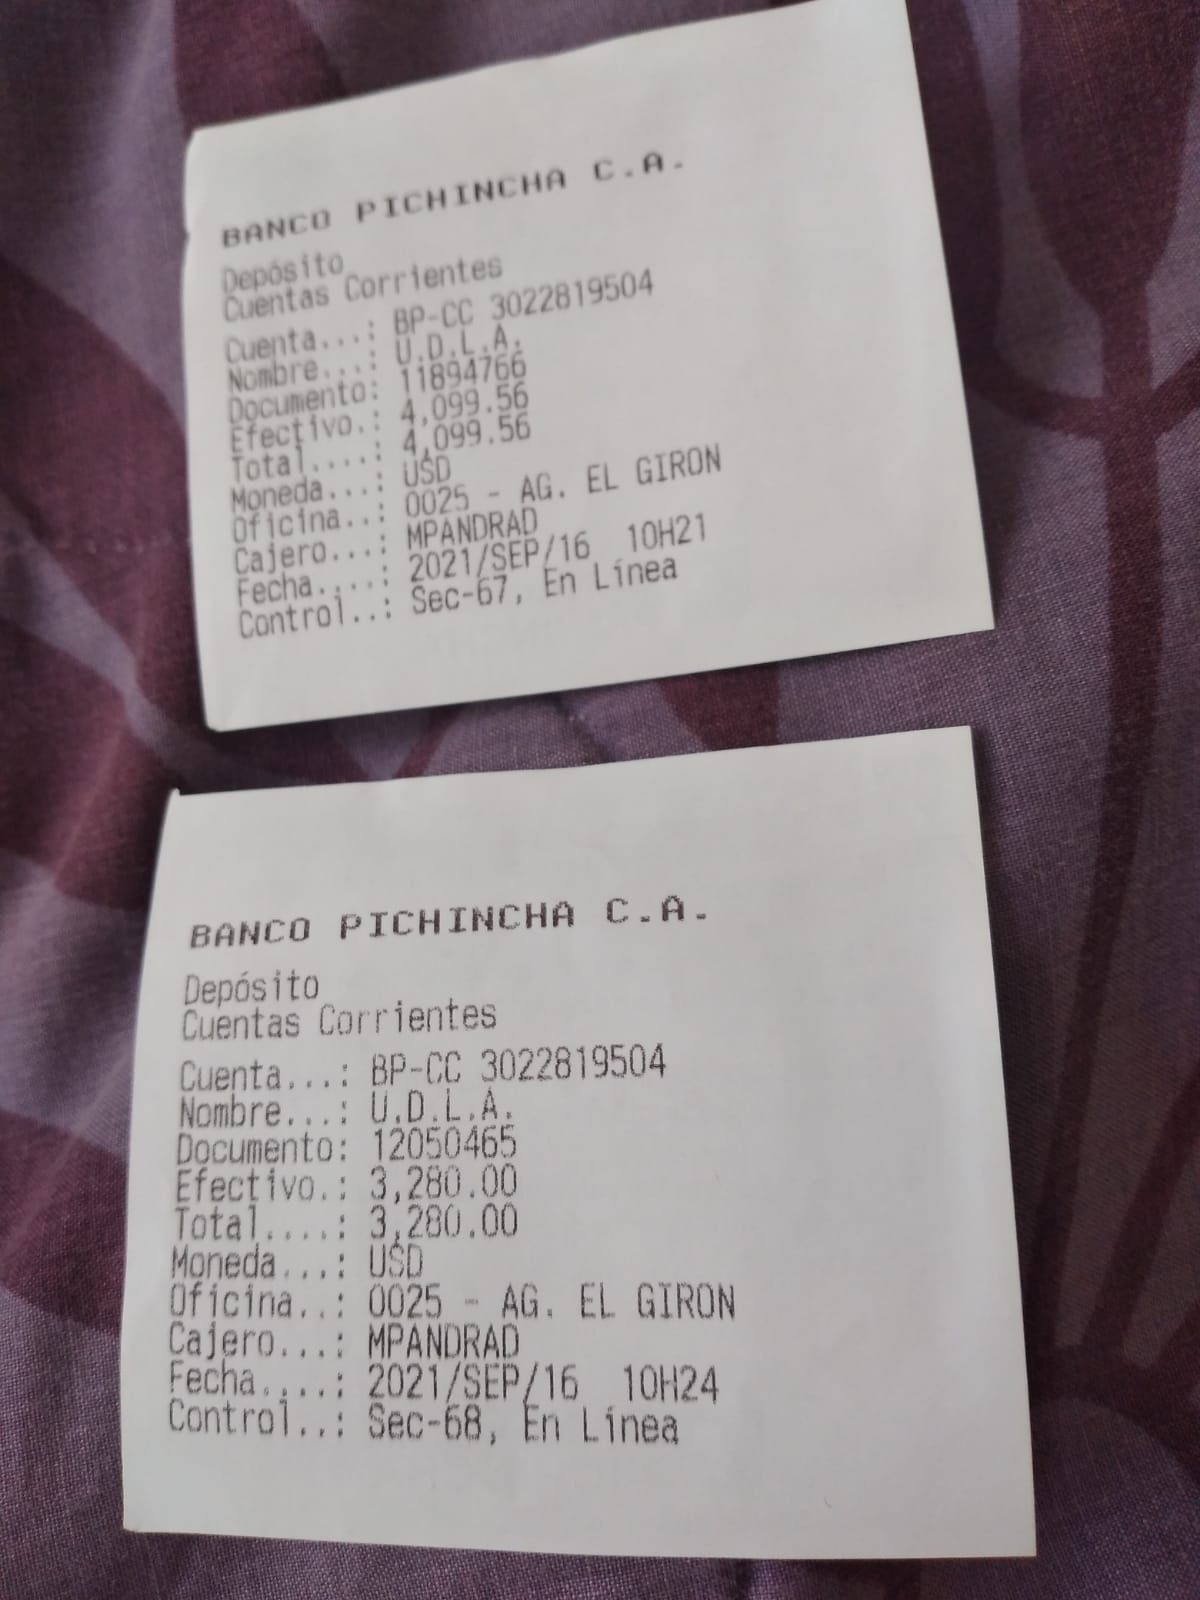 BANCO PICHINCHA C.A.
Depósito
Cuentas Corrientes
Cuenta...: BP-CC 3022819504
Nombre...: U.D.L.A.
Documento: 11894766
Efectivo.: 4,099.56
Total....: 4,099.56
Moneda...: USD
Oficina..: 0025 - AG. EL GIRON
Cajero...: MPANDRAD
Fecha....: 2021/SEP/16 10H21
Control..: Sec-67, En Línea
BANCO PICHINCHA C.A.
Depósito
Cuentas Corrientes
Cuenta...: BP-CC 3022819504
Nombre...: U.D.L.A.
Documento: 12050465
Efectivo.: 3,280.00
Total....: 3,280.00
Moneda...: USD
Oficina..: 0025 - AG. EL GIRON
Cajero...: MPANDRAD
Fecha....: 2021/SEP/16 10H24
Control..: Sec-68, En Línea